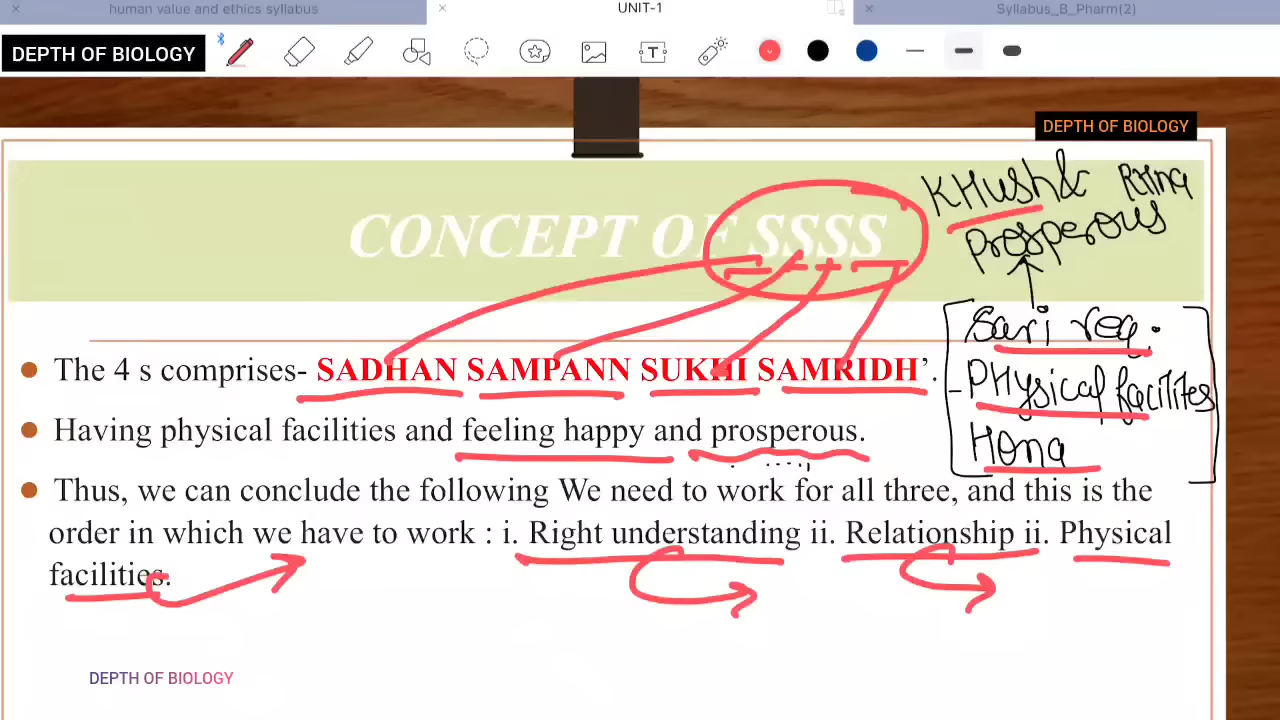 human value and ethics syllabus
UNIT-1
Syllabus_B_Pharm(2)
DEPTH OF BIOLOGY
DEPTH OF BIOLOGY
CONCEPT OF SSSS
KHush & RHna
Prosperous
Sari req.
PHysical facilites
Hona
The 4 s comprises- SADHAN SAMPANN SUKHI SAMRIDH’.
Having physical facilities and feeling happy and prosperous.
Thus, we can conclude the following We need to work for all three, and this is the
order in which we have to work : i. Right understanding ii. Relationship ii. Physical
facilities.
DEPTH OF BIOLOGY